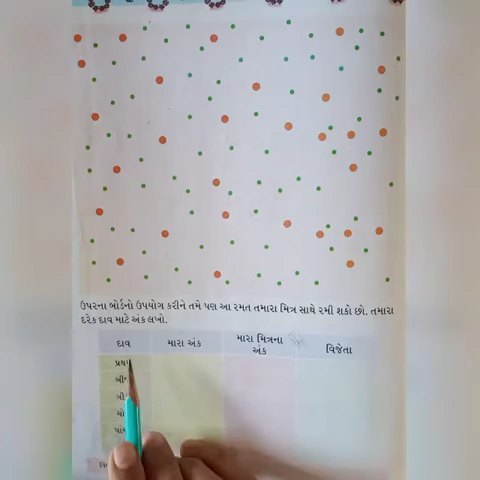 ઉપરના બોર્ડનો ઉપયોગ કરીને તમે પણ આ રમત તમારા મિત્ર સાથે રમી શકો છો. તમારા
દરેક દાવ માટે અંક લખો.
દાવ મારા અંક મારા મિત્રના અંક વિજેતા